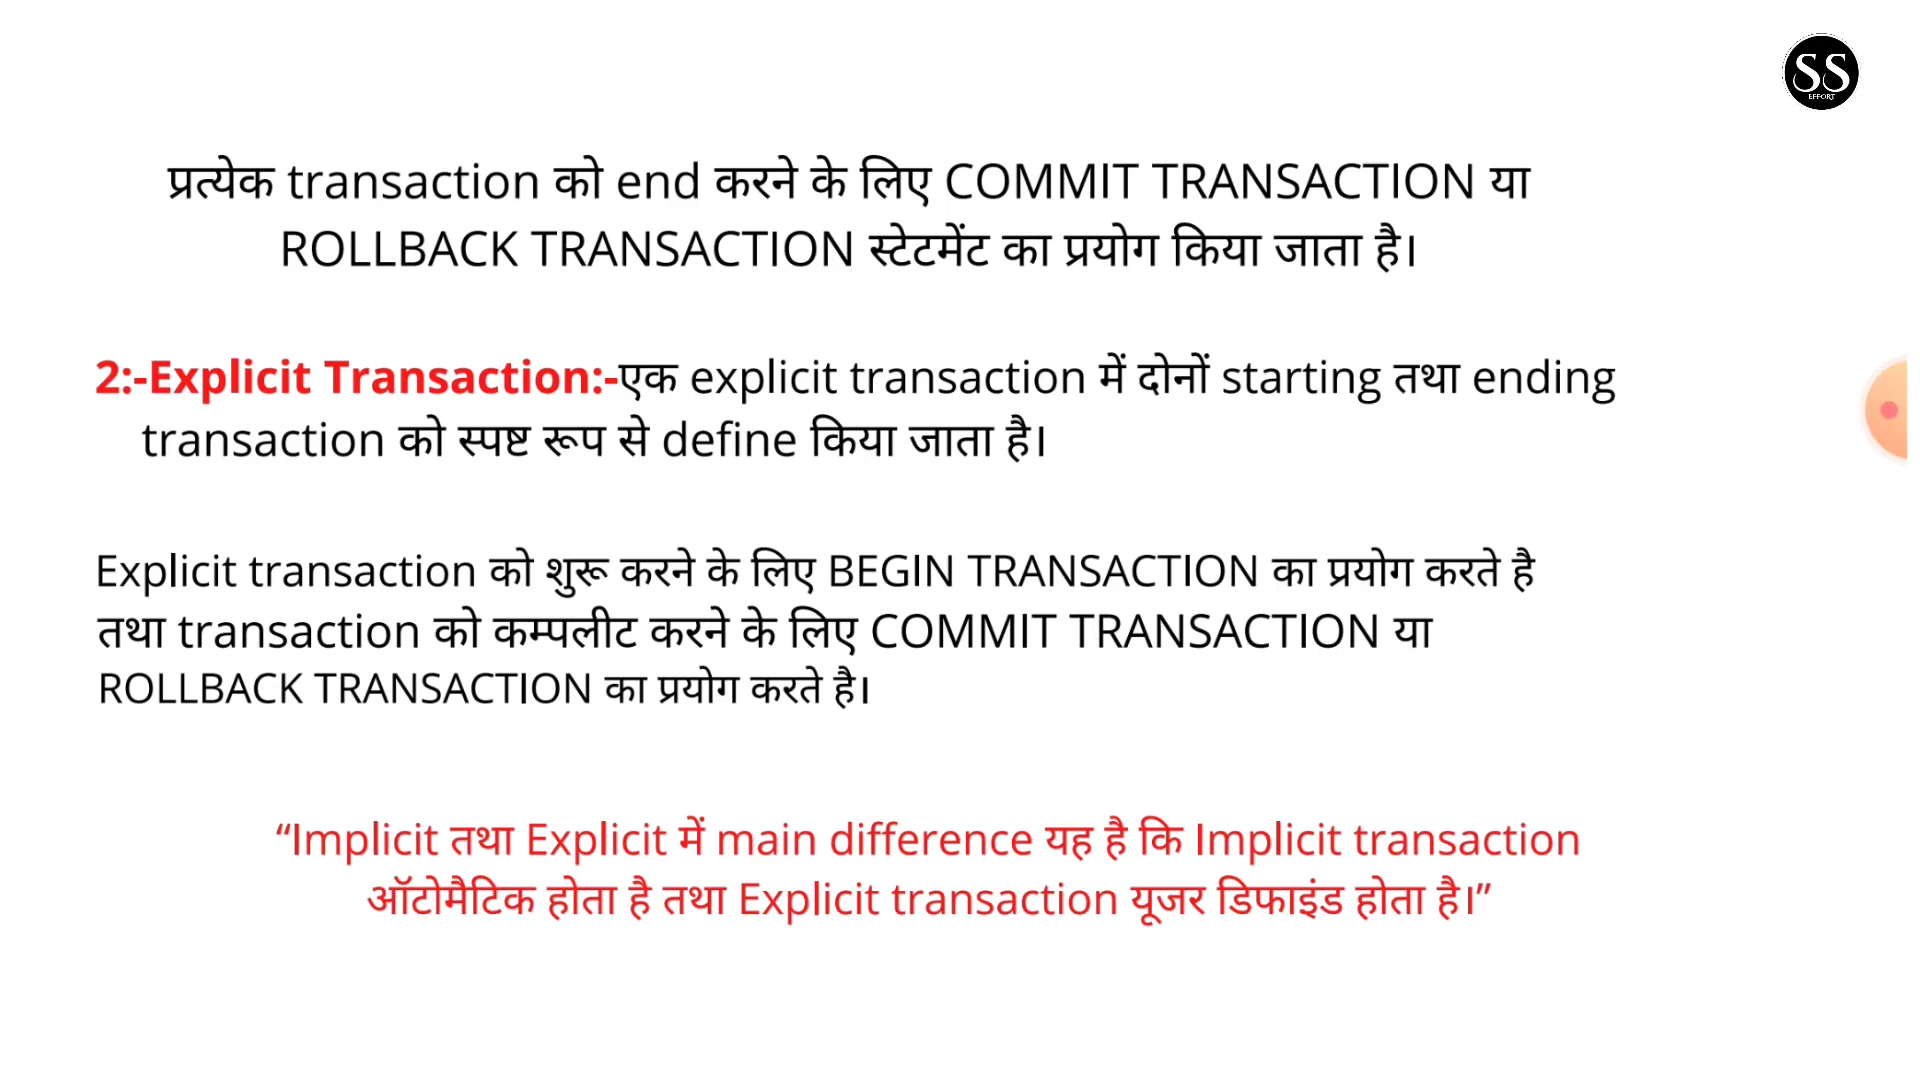 SS
EFFORT
प्रत्येक transaction को end करने के लिए COMMIT TRANSACTION या
ROLLBACK TRANSACTION स्टेटमेंट का प्रयोग किया जाता है।
2:-Explicit Transaction:-एक explicit transaction में दोनों starting तथा ending
transaction को स्पष्ट रूप से define किया जाता है।
Explicit transaction को शुरू करने के लिए BEGIN TRANSACTION का प्रयोग करते है
तथा transaction को कम्पलीट करने के लिए COMMIT TRANSACTION या
ROLLBACK TRANSACTION का प्रयोग करते है।
“Implicit तथा Explicit में main difference यह है कि Implicit transaction
ऑटोमैटिक होता है तथा Explicit transaction यूजर डिफाइंड होता है।”